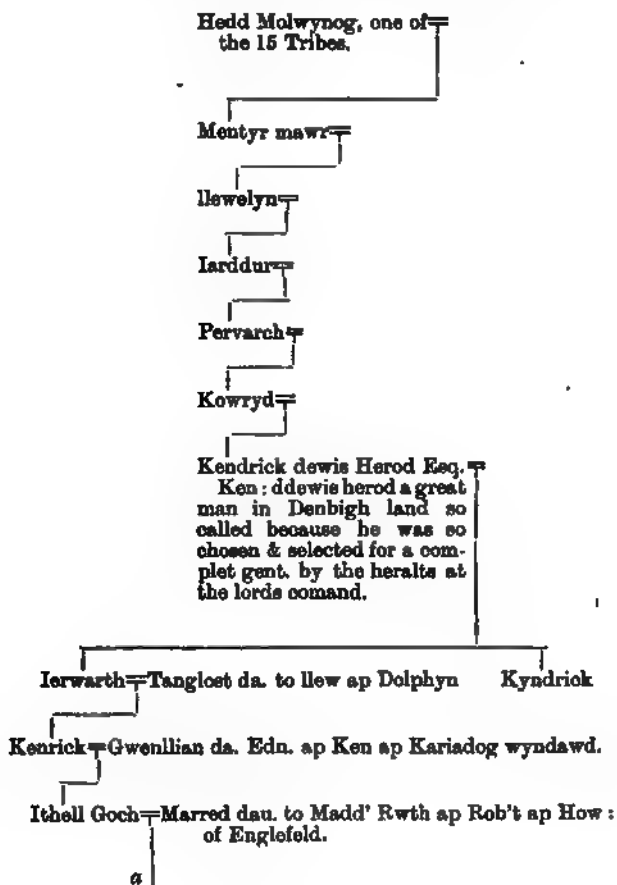 Hedd Molwynog, one of
the 15 Tribes.
Mentyr mawr
llewelyn
Iarddur
Pervarch
Kowryd
Kendrick dewis Herod Esq.
Ken : ddewis herod a great
man in Denbigh land so
called because he was so
chosen & selected for a com-
plet gent. by the heralts at
the lords comand.
Ierwarth Tanglost da. to llew ap Dolphyn Kyndrick
Kenrick Gwenllian da. Edn. ap Ken ap Kariadog wyndawd.
Ithell Goch Marred dau. to Madd' Rwth ap Rob't ap How :
of Englefeld.
a